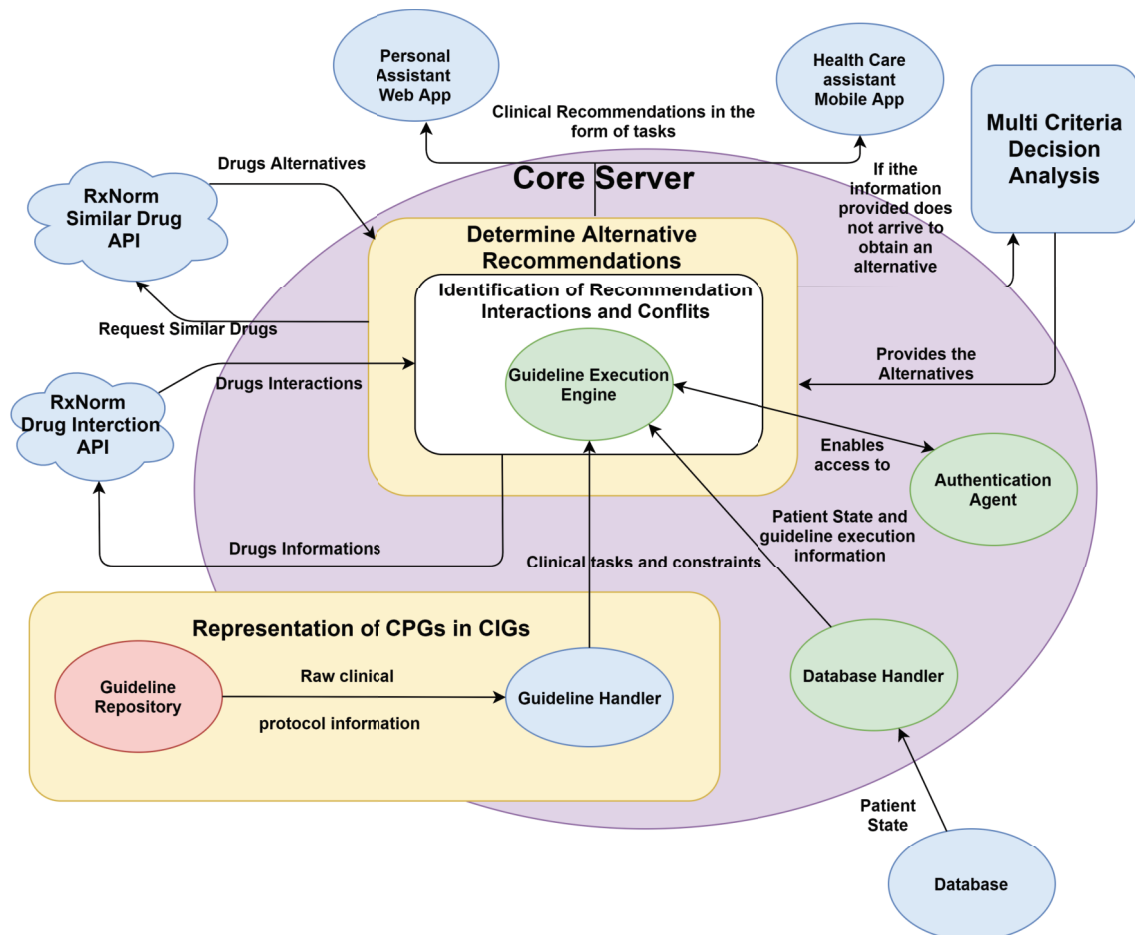 Personal
Assistant
Web App
Health Care
assistant
Mobile App
Clinical Recommendations in the
form of tasks
Multi Criteria
Decision
Analysis
Drugs Alternatives
Core Server
If ithe
information
provided does
not arrive to
obtain an
alternative
RxNorm
Similar Drug
API
Determine Alternative
Recommendations
Identification of Recommendation
Interactions and Conflits
Request Similar Drugs
Guideline Execution
Engine
Provides the
Alternatives
Drugs Interactions
RxNorm
Drug Interction
API
Enables
access to
Authentication
Agent
Patient State and
guideline execution
information
Drugs Informations
Clinical tasks and constraints
Representation of CPGs in CIGs
Guideline
Repository
Raw clinical
protocol information
Guideline Handler
Database Handler
Patient
State
Database